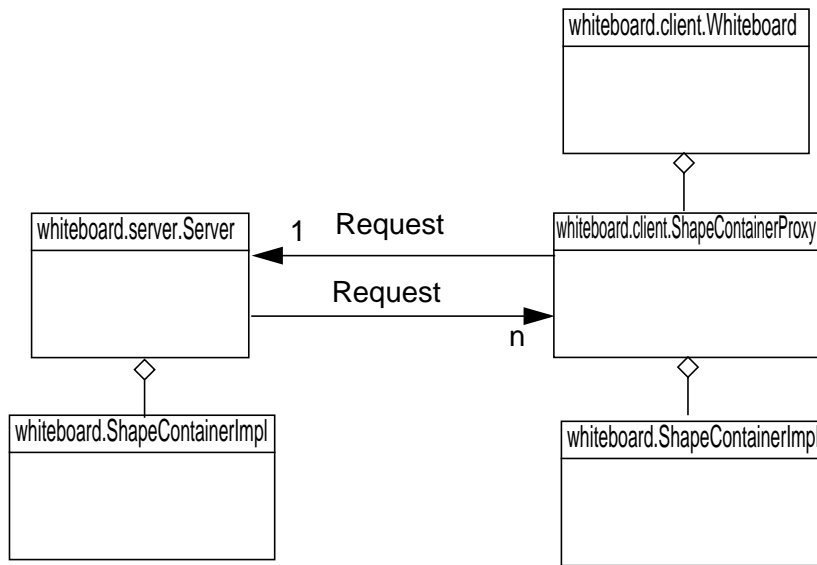 whiteboard.client.Whiteboard
whiteboard.server.Server
1
Request
whiteboard.client.ShapeContainerProxy
Request
n
whiteboard.ShapeContainerImpl
whiteboard.ShapeContainerImpl